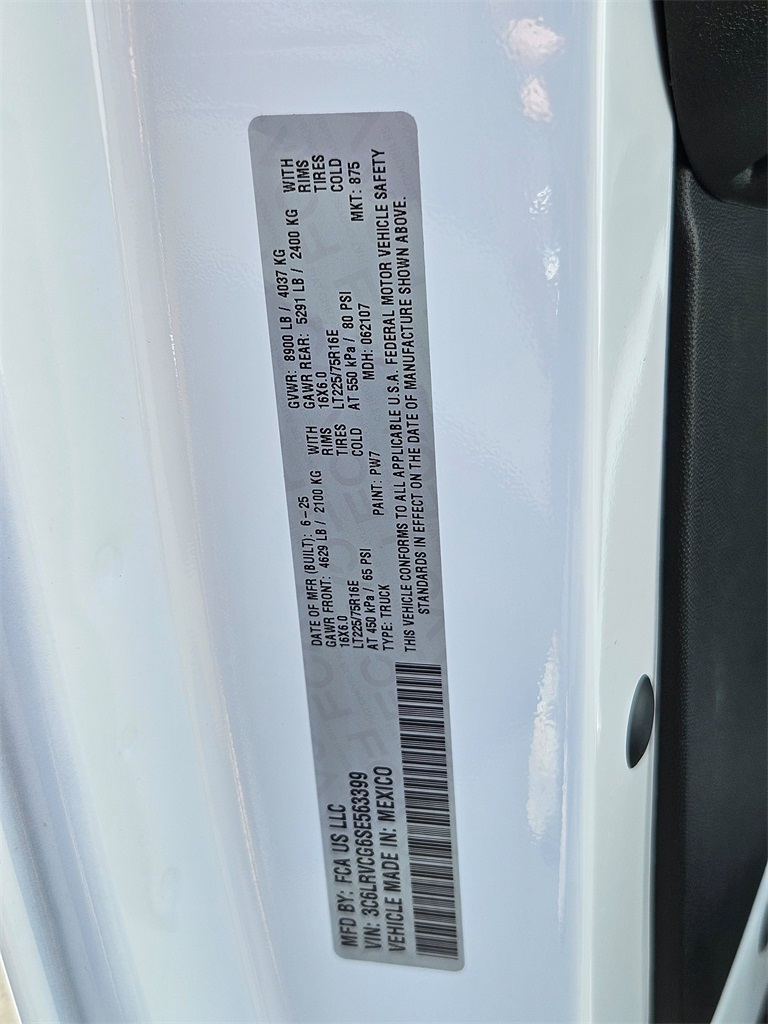 MFD BY: FCA US LLC
VIN: 3C6LRVCG6SE563399
VEHICLE MADE IN: MEXICO
DATE OF MFR (BUILT): 6-25 GVWR: 8900 LB / 4037 KG
GAWR FRONT: 4629 LB / 2100 KG WITH GAWR REAR: 5291 LB / 2400 KG WITH
16X6.0 RIMS 16X6.0 RIMS
LT225/75R16E TIRES LT225/75R16E TIRES
AT 450 kPa / 65 PSI COLD AT 550 kPa / 80 PSI COLD
TYPE: TRUCK PAINT: PW7 MDH: 062107 MKT: 875
THIS VEHICLE CONFORMS TO ALL APPLICABLE U.S.A. FEDERAL MOTOR VEHICLE SAFETY
STANDARDS IN EFFECT ON THE DATE OF MANUFACTURE SHOWN ABOVE.